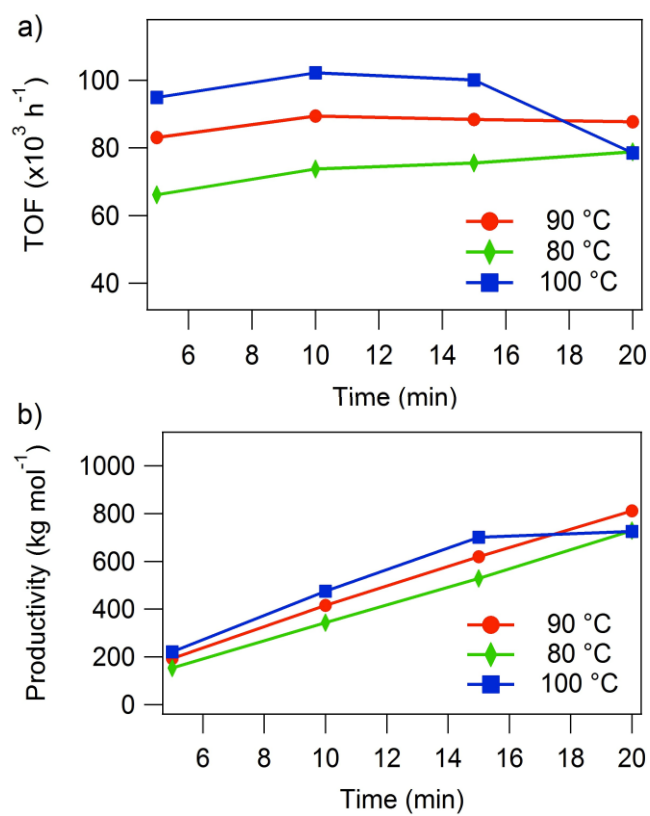 a)
TOF (x10³ h⁻¹)
100
80
60
40
90 °C
80 °C
100 °C
6 8 10 12 14 16 18 20
Time (min)
b)
Productivity (kg mol⁻¹)
1000
800
600
400
200
0
90 °C
80 °C
100 °C
6 8 10 12 14 16 18 20
Time (min)